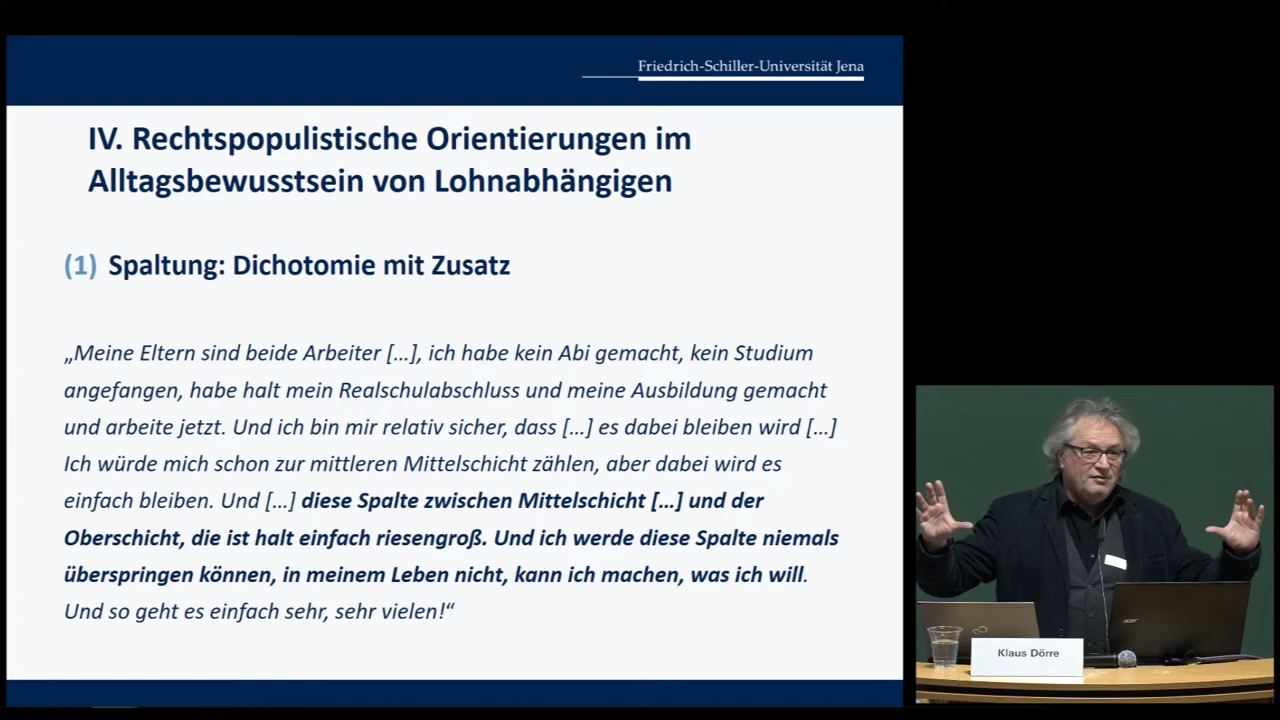 Friedrich-Schiller-Universität Jena
IV. Rechtspopulistische Orientierungen im
Alltagsbewusstsein von Lohnabhängigen
(1) Spaltung: Dichotomie mit Zusatz
„Meine Eltern sind beide Arbeiter […], ich habe kein Abi gemacht, kein Studium
angefangen, habe halt mein Realschulabschluss und meine Ausbildung gemacht
und arbeite jetzt. Und ich bin mir relativ sicher, dass […] es dabei bleiben wird […]
Ich würde mich schon zur mittleren Mittelschicht zählen, aber dabei wird es
einfach bleiben. Und […] diese Spalte zwischen Mittelschicht […] und der
Oberschicht, die ist halt einfach riesengroß. Und ich werde diese Spalte niemals
überspringen können, in meinem Leben nicht, kann ich machen, was ich will.
Und so geht es einfach sehr, sehr vielen!“
acer
Klaus Dörre